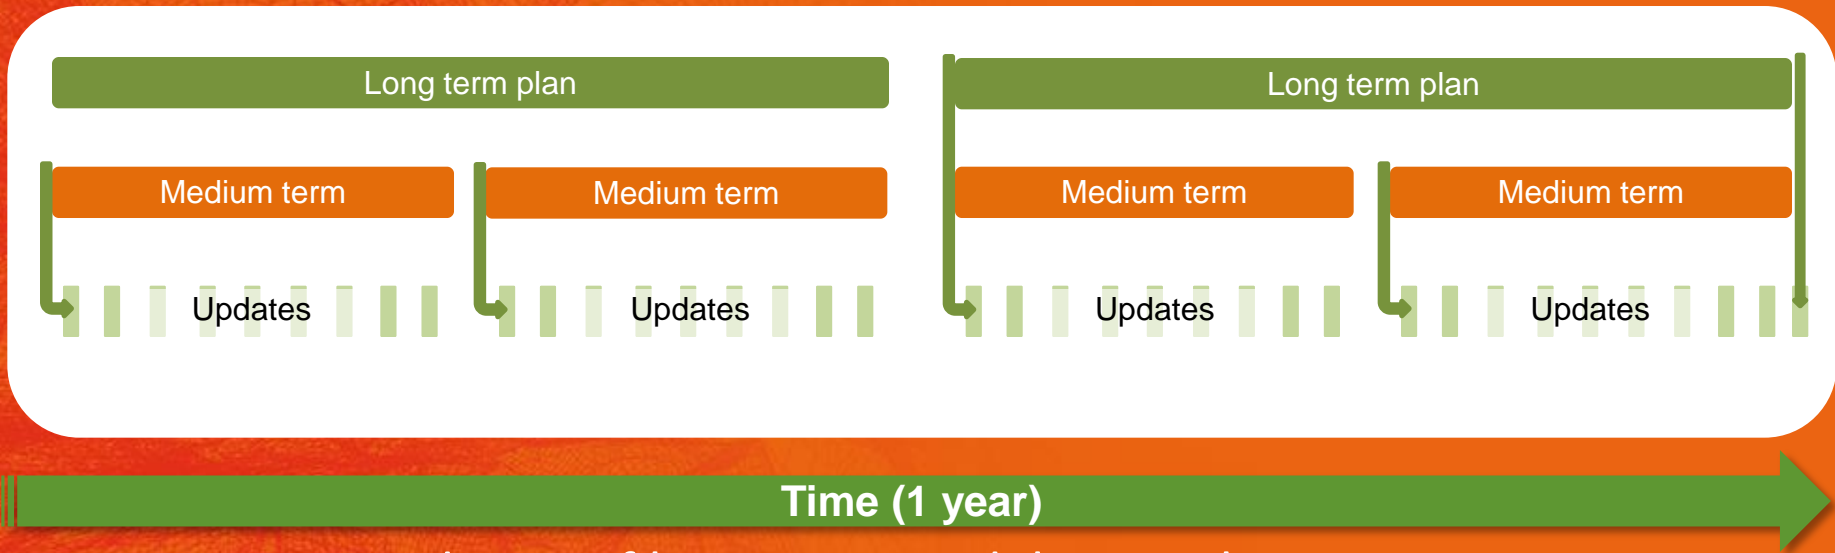 Long term plan
Long term plan
Medium term
Medium term
Medium term
Medium term
Updates
Updates
Updates
Updates
Time (1 year)